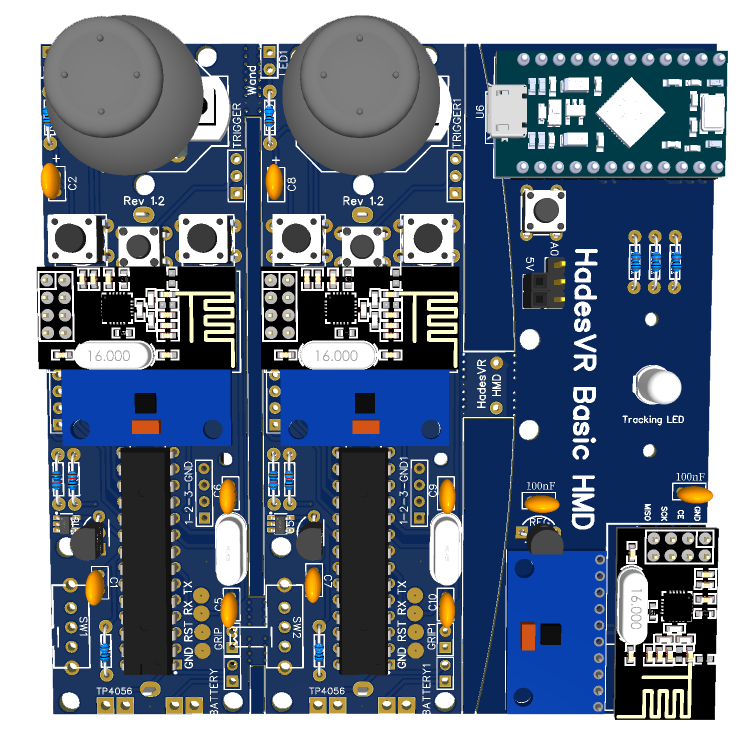 LED1
Wand
TRIGGER
TRIGGER1
U6
+
C2
+
C8
Rev 1.2
Rev 1.2
A0
5V
16.000
16.000
HadesVR
HMD
HadesVR Basic HMD
Tracking LED
1-2-3-GND
1-2-3-GND1
C6
C9
100nF
100nF
REG
MSO
SCK
CE
GND
C1
C7
C5
C10
SW1
SW2
GND RST RX TX
GND RST RX TX
GRIP
GRIP1
16.000
TP4056
TP4056
BATTERY
BATTERY1